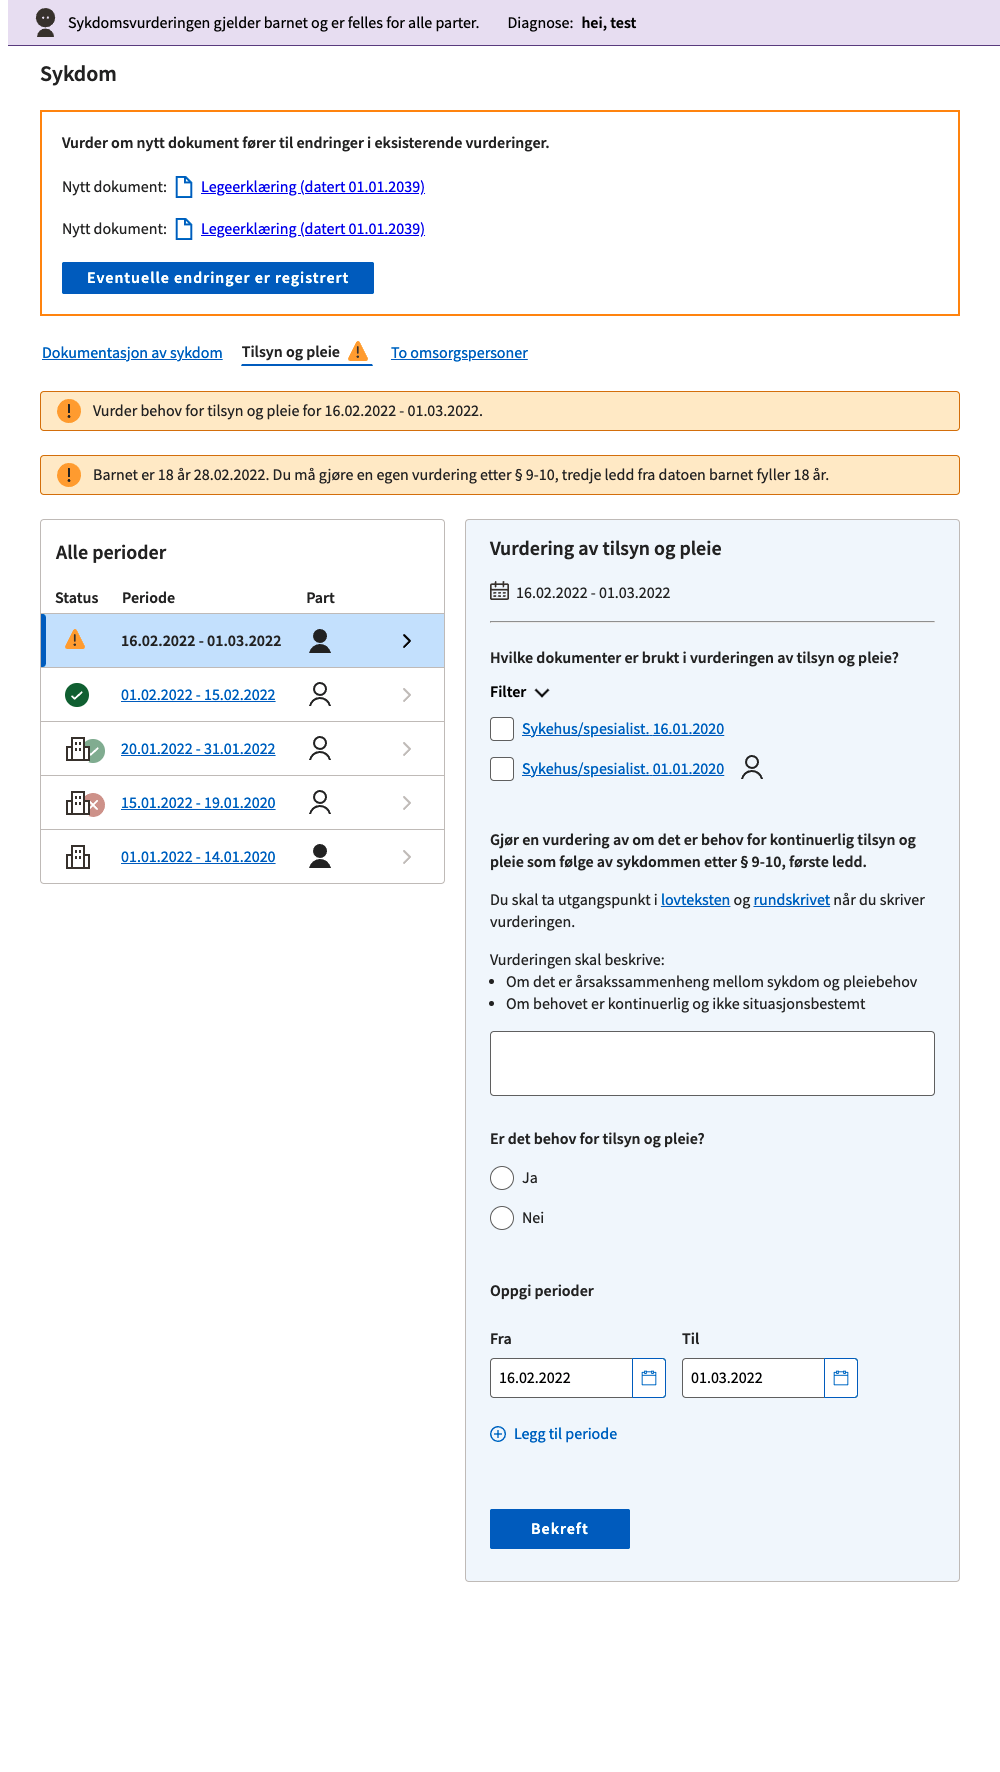 Sykdomsvurderingen gjelder barnet og er felles for alle parter. Diagnose: hei, test
Sykdom
Vurder om nytt dokument fører til endringer i eksisterende vurderinger.
Nytt dokument: Legeerklæring (datert 01.01.2039)
Nytt dokument: Legeerklæring (datert 01.01.2039)
Eventuelle endringer er registrert
Dokumentasjon av sykdom Tilsyn og pleie To omsorgspersoner
Vurder behov for tilsyn og pleie for 16.02.2022 - 01.03.2022.
Barnet er 18 år 28.02.2022. Du må gjøre en egen vurdering etter § 9-10, tredje ledd fra datoen barnet fyller 18 år.
Alle perioder
Status Periode Part
16.02.2022 - 01.03.2022
01.02.2022 - 15.02.2022
20.01.2022 - 31.01.2022
15.01.2022 - 19.01.2020
01.01.2022 - 14.01.2020
Vurdering av tilsyn og pleie
16.02.2022 - 01.03.2022
Hvilke dokumenter er brukt i vurderingen av tilsyn og pleie?
Filter
Sykehus/spesialist. 16.01.2020
Sykehus/spesialist. 01.01.2020
Gjør en vurdering av om det er behov for kontinuerlig tilsyn og
pleie som følge av sykdommen etter § 9-10, første ledd.
Du skal ta utgangspunkt i lovteksten og rundskrivet når du skriver
vurderingen.
Vurderingen skal beskrive:
• Om det er årsakssammenheng mellom sykdom og pleiebehov
• Om behovet er kontinuerlig og ikke situasjonsbestemt
Er det behov for tilsyn og pleie?
Ja
Nei
Oppgi perioder
Fra Til
16.02.2022 01.03.2022
Legg til periode
Bekreft